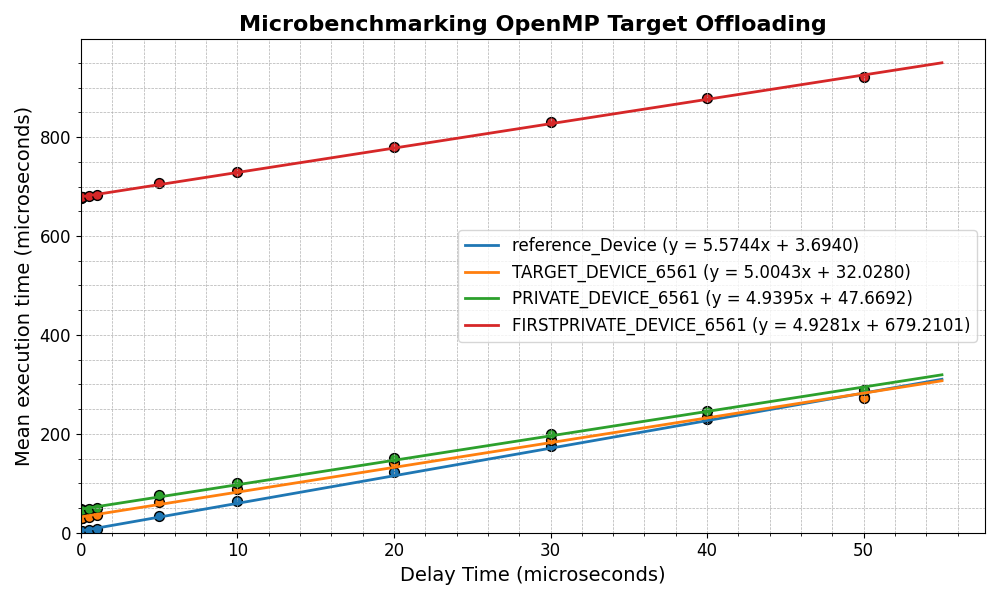 Microbenchmarking OpenMP Target Offloading
Mean execution time (microseconds)
800
600
400
200
0
reference_Device (y = 5.5744x + 3.6940)
TARGET_DEVICE_6561 (y = 5.0043x + 32.0280)
PRIVATE_DEVICE_6561 (y = 4.9395x + 47.6692)
FIRSTPRIVATE_DEVICE_6561 (y = 4.9281x + 679.2101)
0 10 20 30 40 50
Delay Time (microseconds)